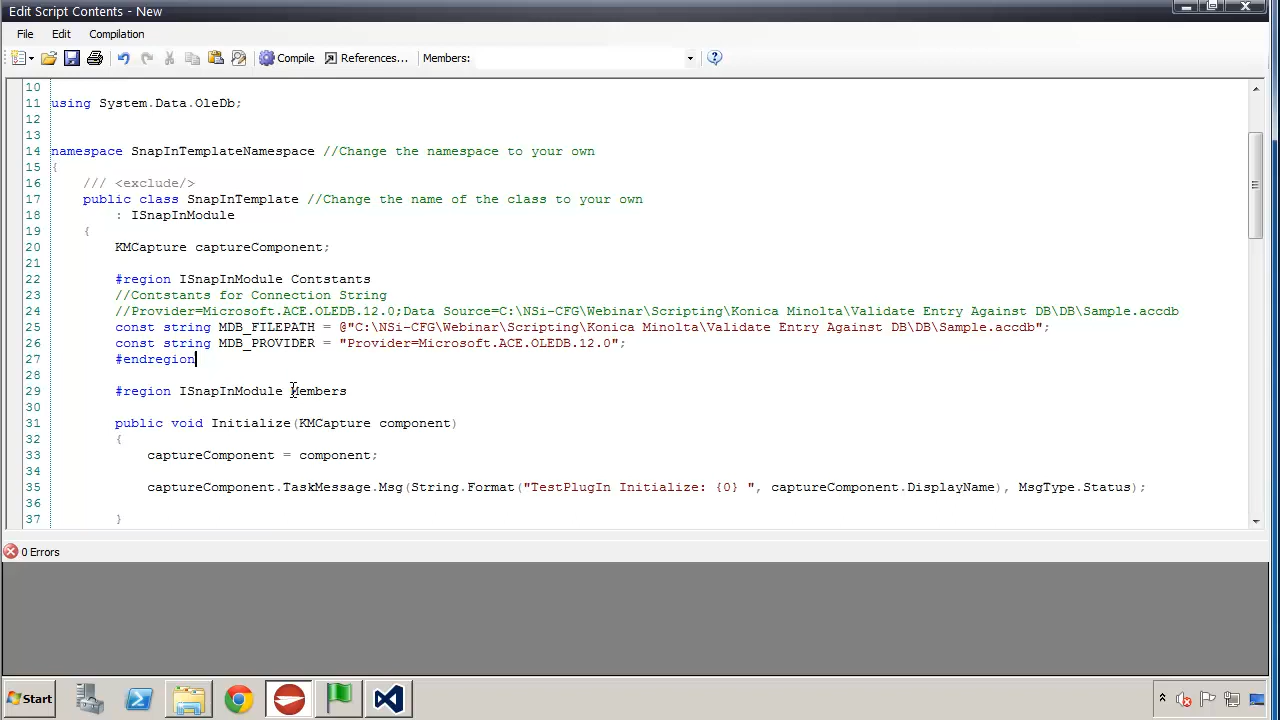 Edit Script Contents - New
File Edit Compilation
Compile References... Members:
10
11 using System.Data.OleDb;
12
13
14 namespace SnapInTemplateNamespace //Change the namespace to your own
15 {
16 /// <exclude/>
17 public class SnapInTemplate //Change the name of the class to your own
18 : ISnapInModule
19 {
20 KMCapture captureComponent;
21
22 #region ISnapInModule Contstants
23 //Contstants for Connection String
24 //Provider=Microsoft.ACE.OLEDB.12.0;Data Source=C:\NSi-CFG\Webinar\Scripting\Konica Minolta\Validate Entry Against DB\DB\Sample.accdb
25 const string MDB_FILEPATH = @"C:\NSi-CFG\Webinar\Scripting\Konica Minolta\Validate Entry Against DB\DB\Sample.accdb";
26 const string MDB_PROVIDER = "Provider=Microsoft.ACE.OLEDB.12.0";
27 #endregion
28
29 #region ISnapInModule Members
30
31 public void Initialize(KMCapture component)
32 {
33 captureComponent = component;
34
35 captureComponent.TaskMessage.Msg(String.Format("TestPlugIn Initialize: {0} ", captureComponent.DisplayName), MsgType.Status);
36
37 }
0 Errors
Start